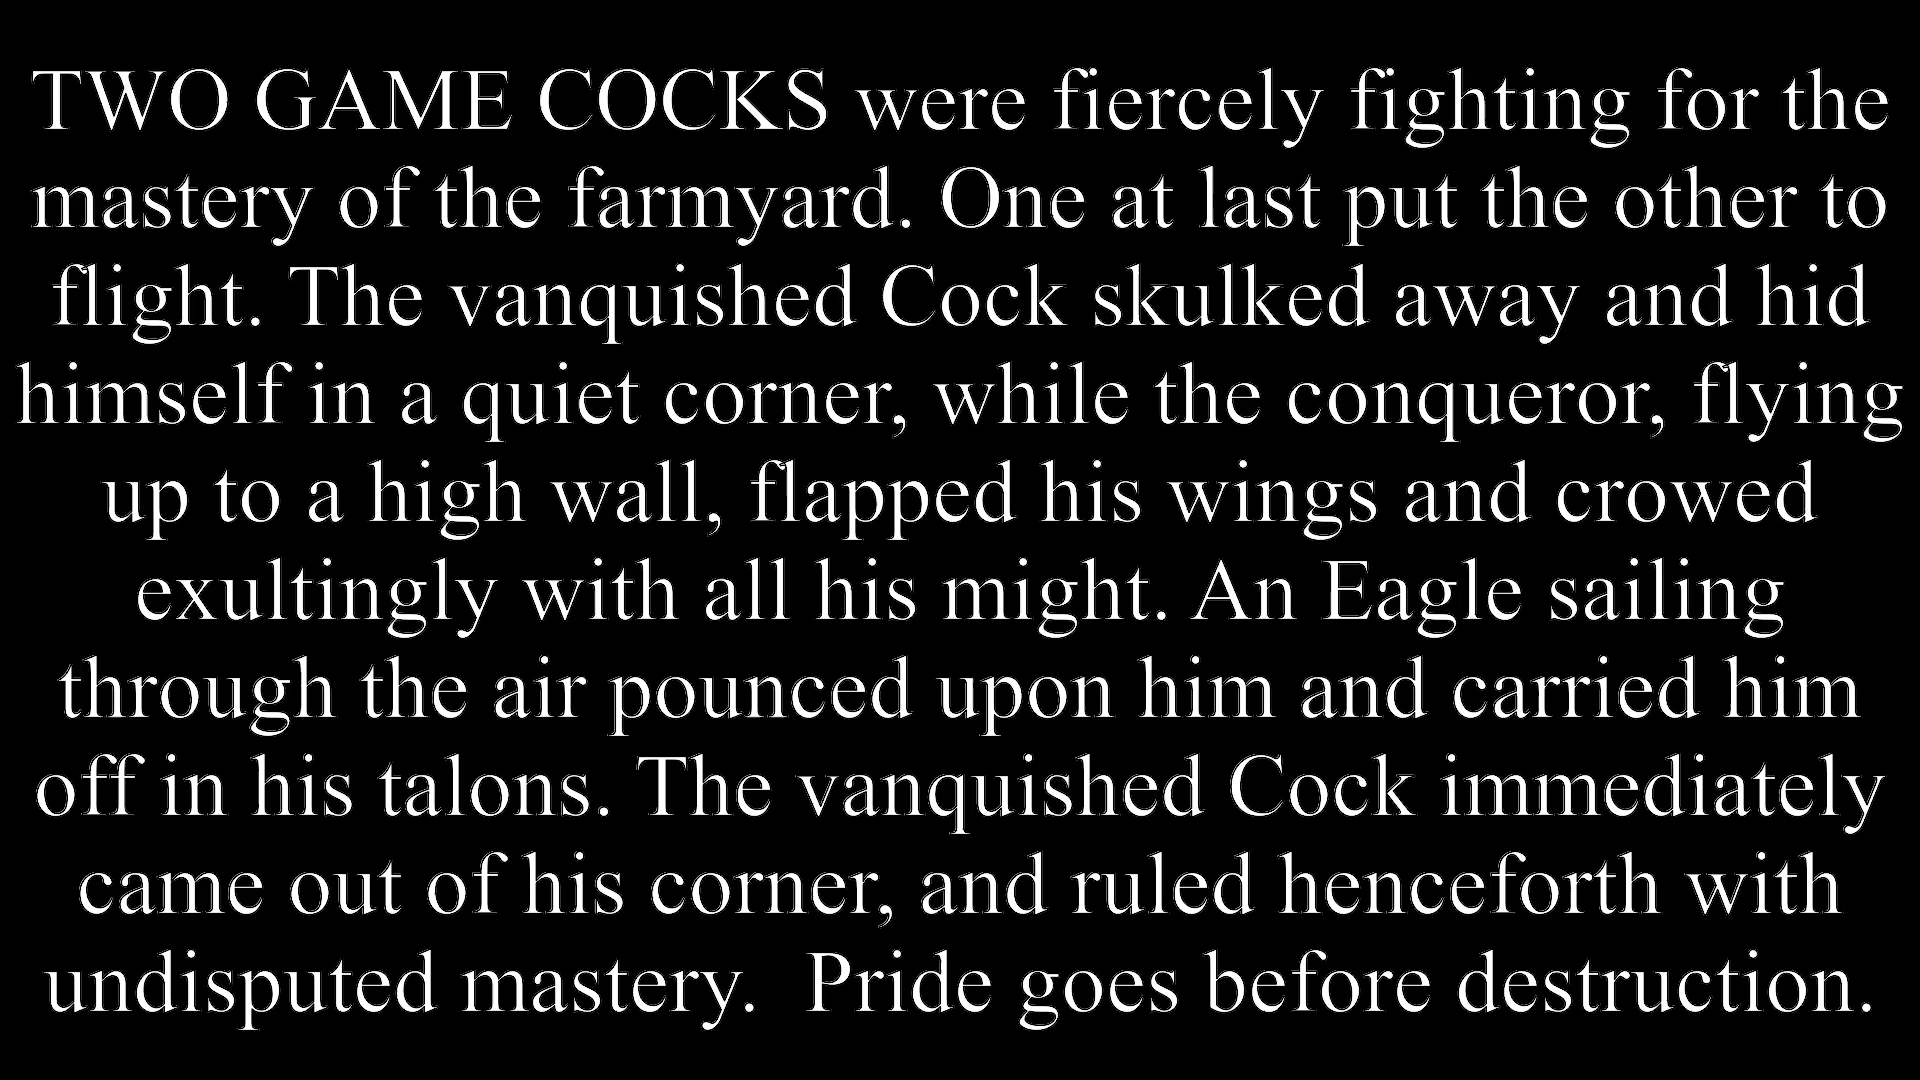 TWO GAME COCKS were fiercely fighting for the
mastery of the farmyard. One at last put the other to
flight. The vanquished Cock skulked away and hid
himself in a quiet corner, while the conqueror, flying
up to a high wall, flapped his wings and crowed
exultingly with all his might. An Eagle sailing
through the air pounced upon him and carried him
off in his talons. The vanquished Cock immediately
came out of his corner, and ruled henceforth with
undisputed mastery.  Pride goes before destruction.